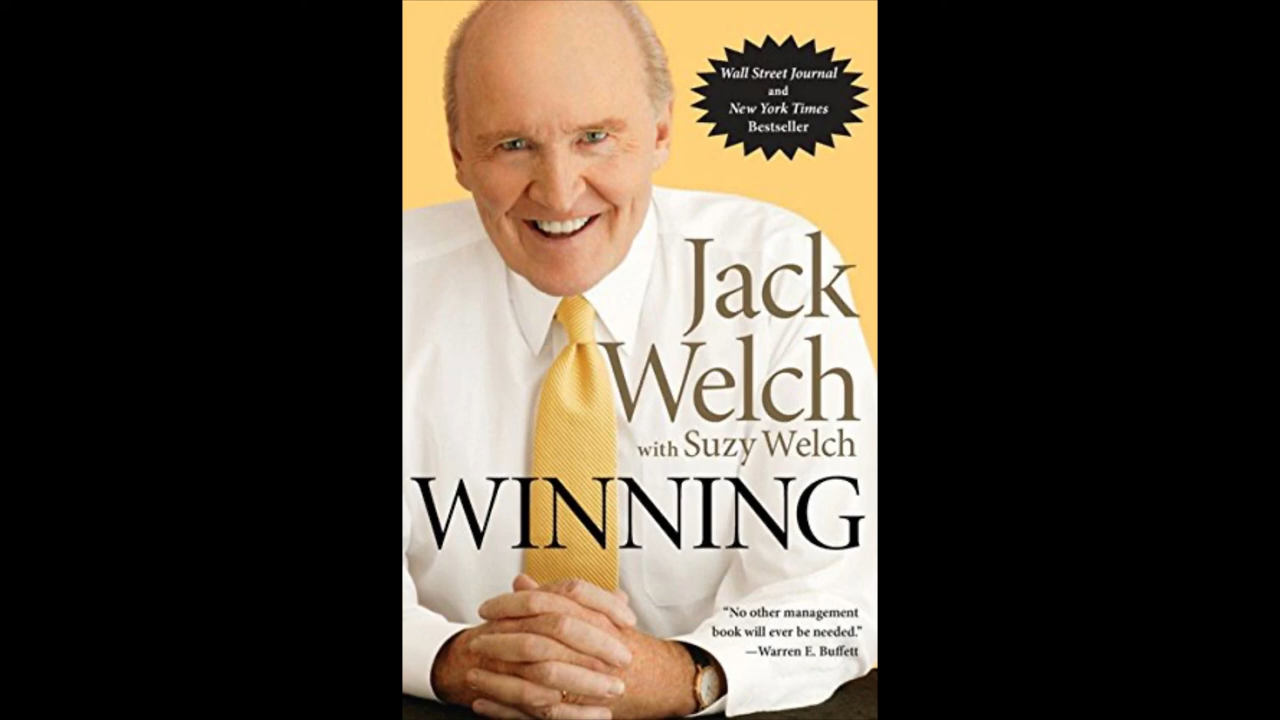 Wall Street Journal
and
New York Times
Bestseller
Jack
Welch
with Suzy Welch
WINNING
“No other management
book will ever be needed.”
—Warren E. Buffett